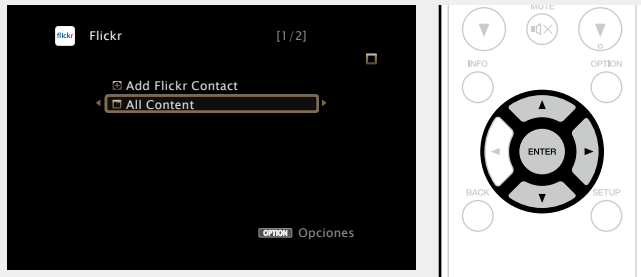 flickr Flickr [1/2]
Add Flickr Contact
All Content
OPTION Opciones
MUTE
INFO OPTION
ENTER
BACK SETUP